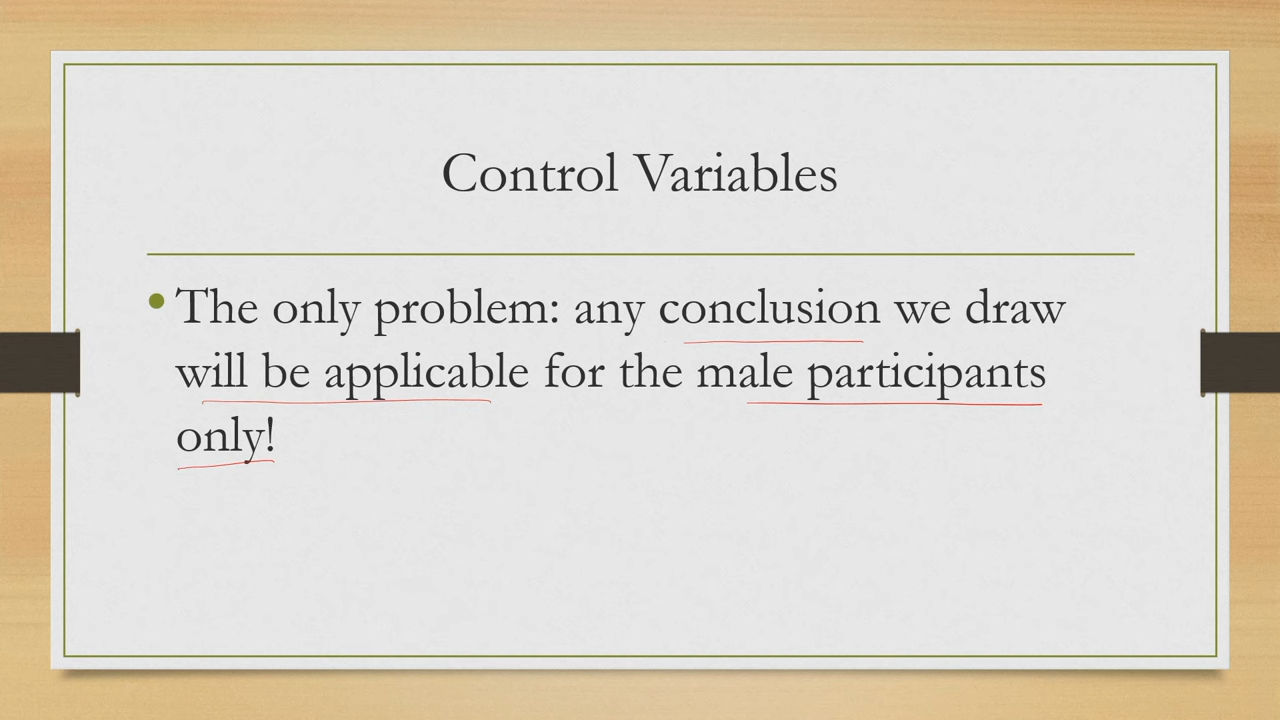 Control Variables
• The only problem: any conclusion we draw
will be applicable for the male participants
only!